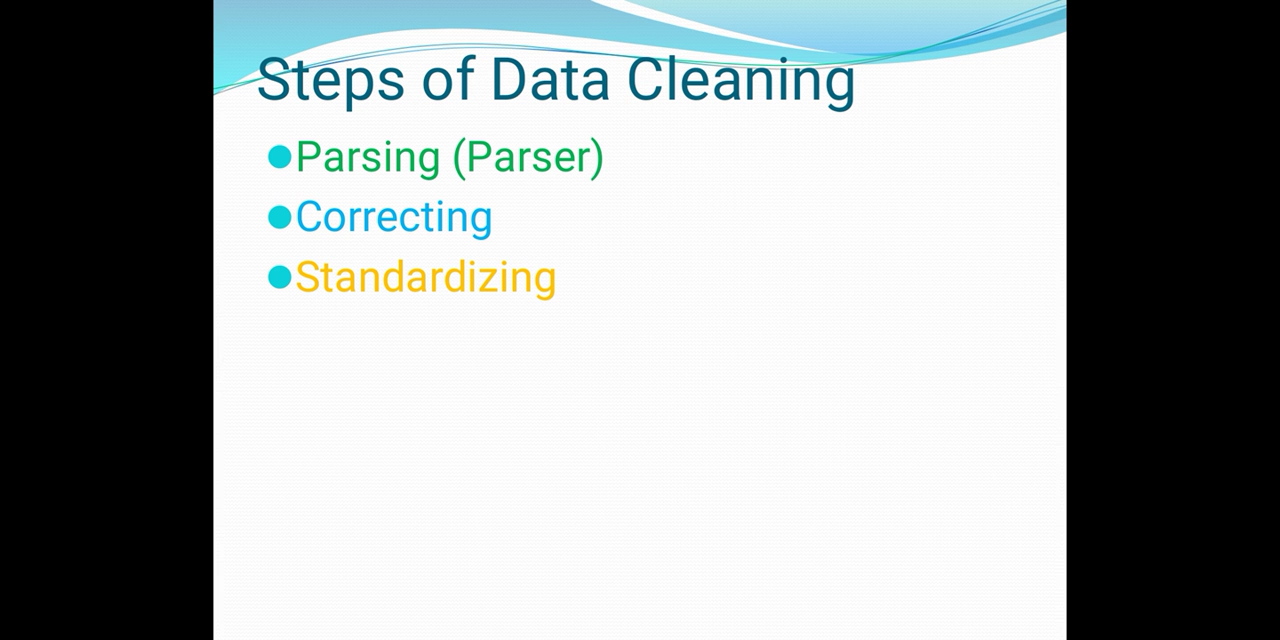 Steps of Data Cleaning
Parsing (Parser)
Correcting
Standardizing